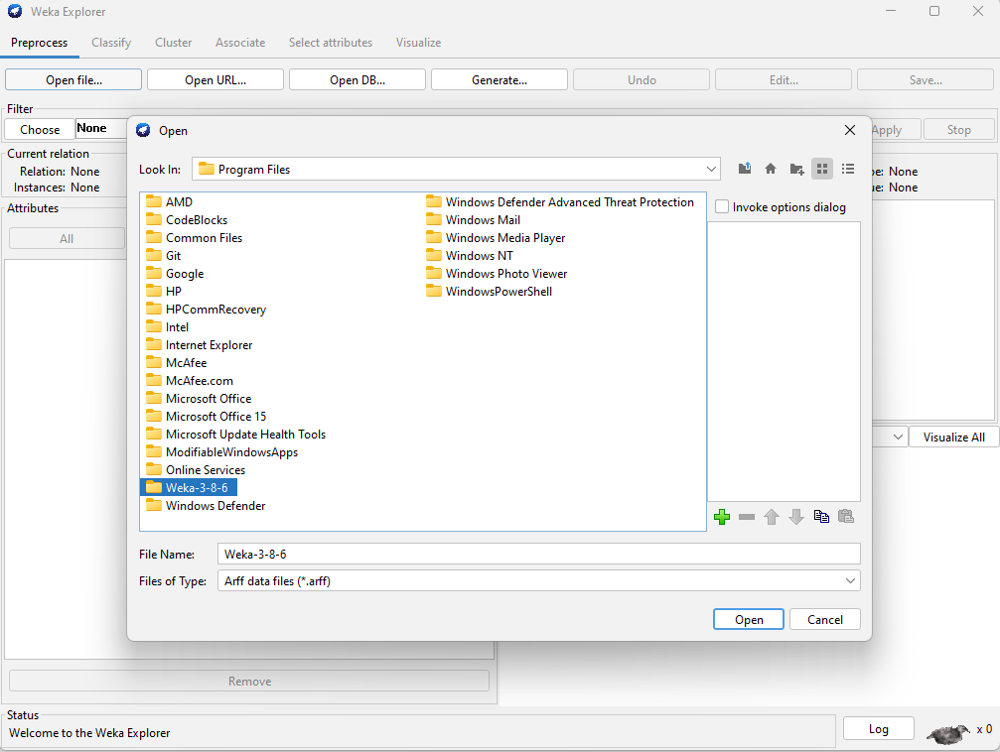 Weka Explorer
Preprocess Classify Cluster Associate Select attributes Visualize
Open file... Open URL... Open DB... Generate... Undo Edit... Save...
Filter
Choose None Apply Stop
Current relation
Relation: None
Instances: None
pe: None
ue: None
Attributes
All
Open
Look In: Program Files
AMD
CodeBlocks
Common Files
Git
Google
HP
HPCommRecovery
Intel
Internet Explorer
McAfee
McAfee.com
Microsoft Office
Microsoft Office 15
Microsoft Update Health Tools
ModifiableWindowsApps
Online Services
Weka-3-8-6
Windows Defender
Windows Defender Advanced Threat Protection
Windows Mail
Windows Media Player
Windows NT
Windows Photo Viewer
WindowsPowerShell
Invoke options dialog
File Name: Weka-3-8-6
Files of Type: Arff data files (*.arff)
Open Cancel
Visualize All
Remove
Status
Welcome to the Weka Explorer
Log x 0